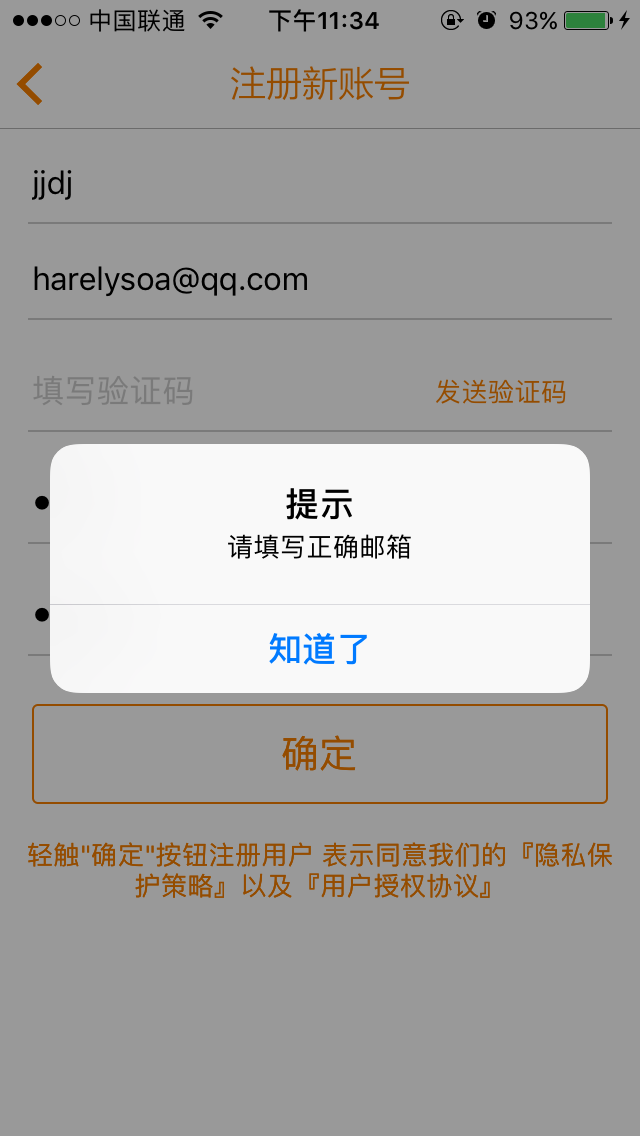 中国联通 下午11:34 93%
注册新账号
jjdj
harelysoa@qq.com
填写验证码 发送验证码
提示
请填写正确邮箱
知道了
确定
轻触"确定"按钮注册用户 表示同意我们的『隐私保
护策略』以及『用户授权协议』